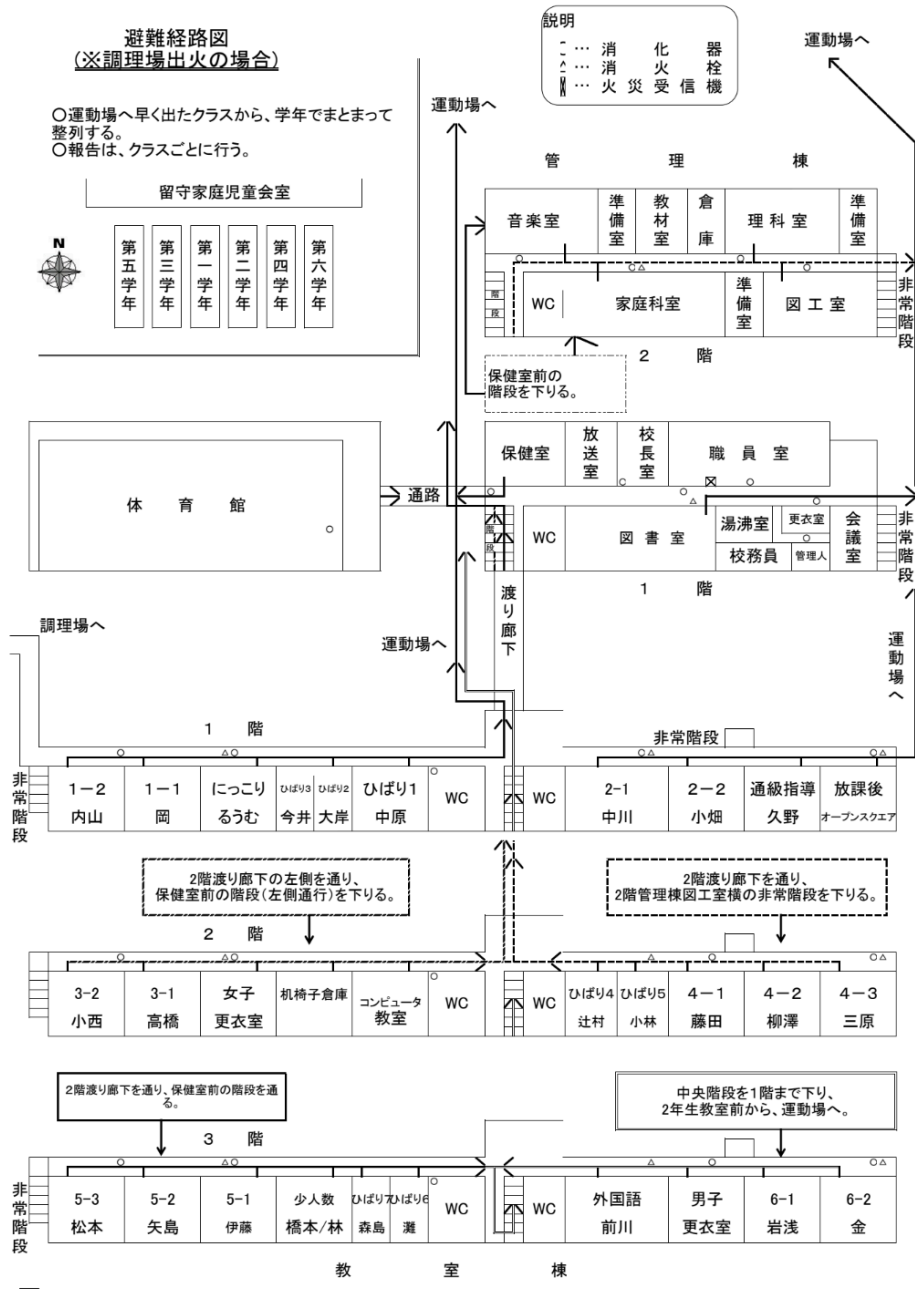 避難経路図
(※調理場出火の場合)
〇運動場へ早く出たクラスから、学年でまとまって
整列する。
〇報告は、クラスごとに行う。
留守家庭児童会室
N
第五学年
第三学年
第一学年
第二学年
第四学年
第六学年
説明
… 消 化 器
… 消 火 栓
… 火 災 受 信 機
運動場へ
運動場へ
管 理 棟
音楽室
準備室
教材室
倉庫
理科室
準備室
階段
WC
家庭科室
準備室
図工室
非常階段
2 階
保健室前の
階段を下りる。
体 育 館
通路
保健室
放送室
校長室
職 員 室
階段
WC
図 書 室
湯沸室
更衣室
校務員
管理人
会議室
非常階段
1 階
渡り廊下
調理場へ
運動場へ
運動場へ
1 階
非常階段
非常階段
1-2
内山
1-1
岡
にっこり
るうむ
ひばり3
今井
ひばり2
大岸
ひばり1
中原
WC
WC
2-1
中川
2-2
小畑
通級指導
久野
放課後
オープンスクエア
2階渡り廊下の左側を通り、
保健室前の階段(左側通行)を下りる。
2階渡り廊下を通り、
2階管理棟図工室横の非常階段を下りる。
2 階
3-2
小西
3-1
高橋
女子
更衣室
机椅子倉庫
コンピュータ
教室
WC
WC
ひばり4
辻村
ひばり5
小林
4-1
藤田
4-2
柳澤
4-3
三原
2階渡り廊下を通り、保健室前の階段を通
る。
中央階段を1階まで下り、
2年生教室前から、運動場へ。
3 階
非常階段
5-3
松本
5-2
矢島
5-1
伊藤
少人数
橋本/林
ひばり7
森島
ひばり6
灘
WC
WC
外国語
前川
男子
更衣室
6-1
岩浅
6-2
金
教 室 棟